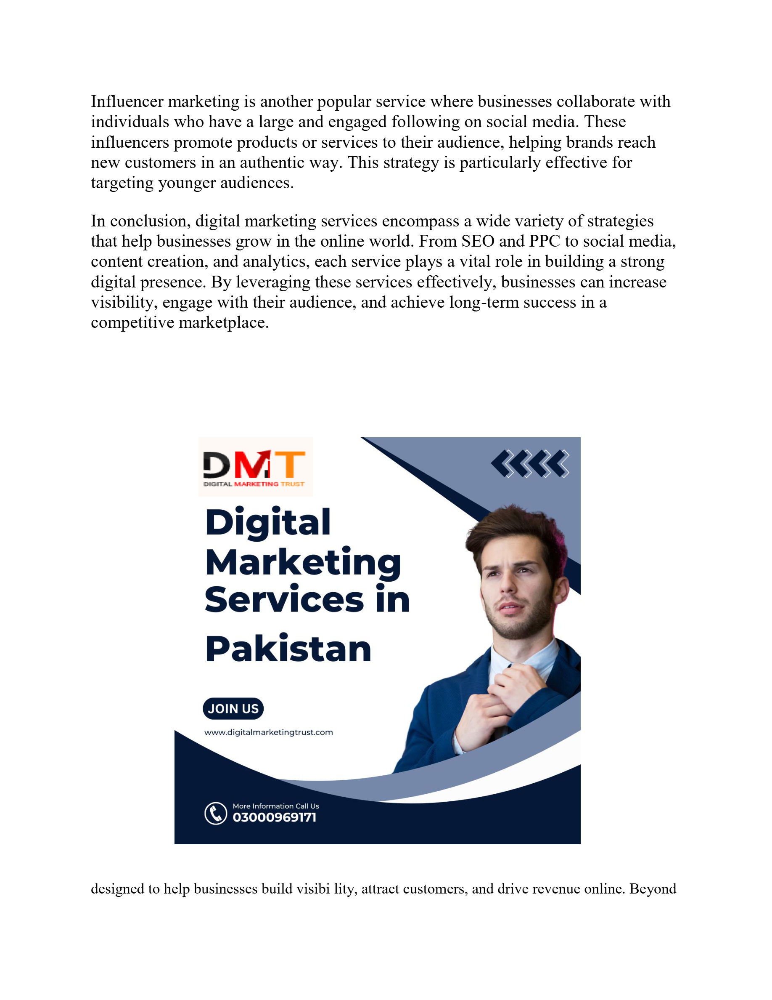 Influencer marketing is another popular service where businesses collaborate with
individuals who have a large and engaged following on social media. These
influencers promote products or services to their audience, helping brands reach
new customers in an authentic way. This strategy is particularly effective for
targeting younger audiences.
In conclusion, digital marketing services encompass a wide variety of strategies
that help businesses grow in the online world. From SEO and PPC to social media,
content creation, and analytics, each service plays a vital role in building a strong
digital presence. By leveraging these services effectively, businesses can increase
visibility, engage with their audience, and achieve long-term success in a
competitive marketplace.
DMT
DIGITAL MARKETING TRUST
Digital
Marketing
Services in
Pakistan
JOIN US
www.digitalmarketingtrust.com
More Information Call Us
03000969171
designed to help businesses build visibi lity, attract customers, and drive revenue online. Beyond